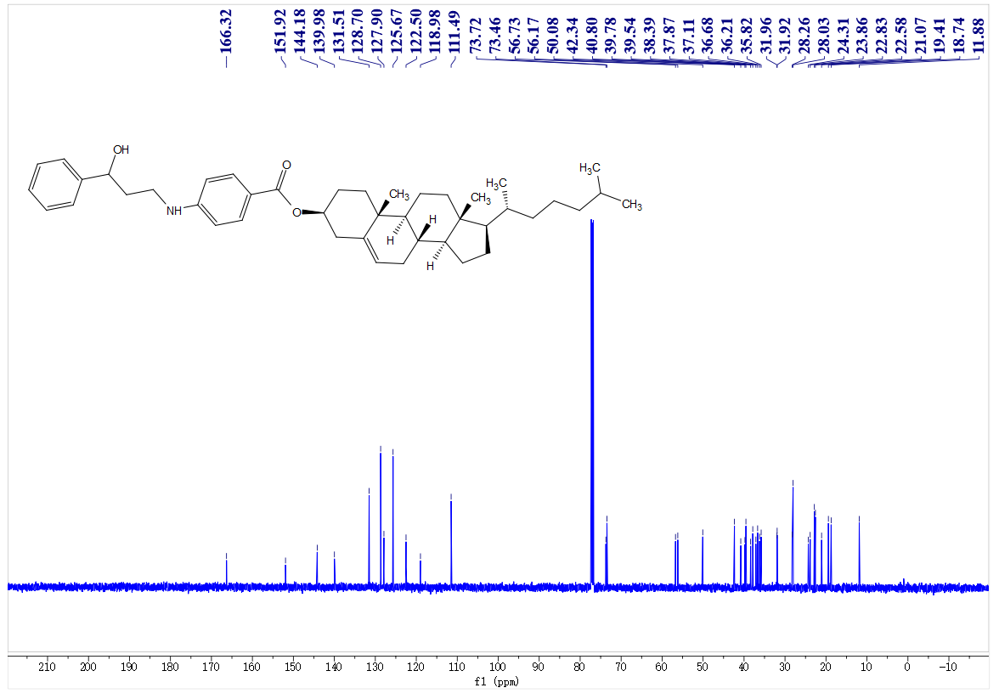 166.32
151.92
144.18
139.98
131.51
128.70
127.90
125.67
122.50
118.98
111.49
73.72
73.46
56.73
56.17
50.08
42.34
40.80
39.78
39.54
38.39
37.87
37.11
36.68
36.21
35.82
31.96
31.92
28.26
28.03
24.31
23.86
22.83
22.58
21.07
19.41
18.74
11.88
OH
NH
O
O
CH3
H
H
H
CH3
H3C
H3C
CH3
210 200 190 180 170 160 150 140 130 120 110 100 90 80 70 60 50 40 30 20 10 0 -10
f1 (ppm)